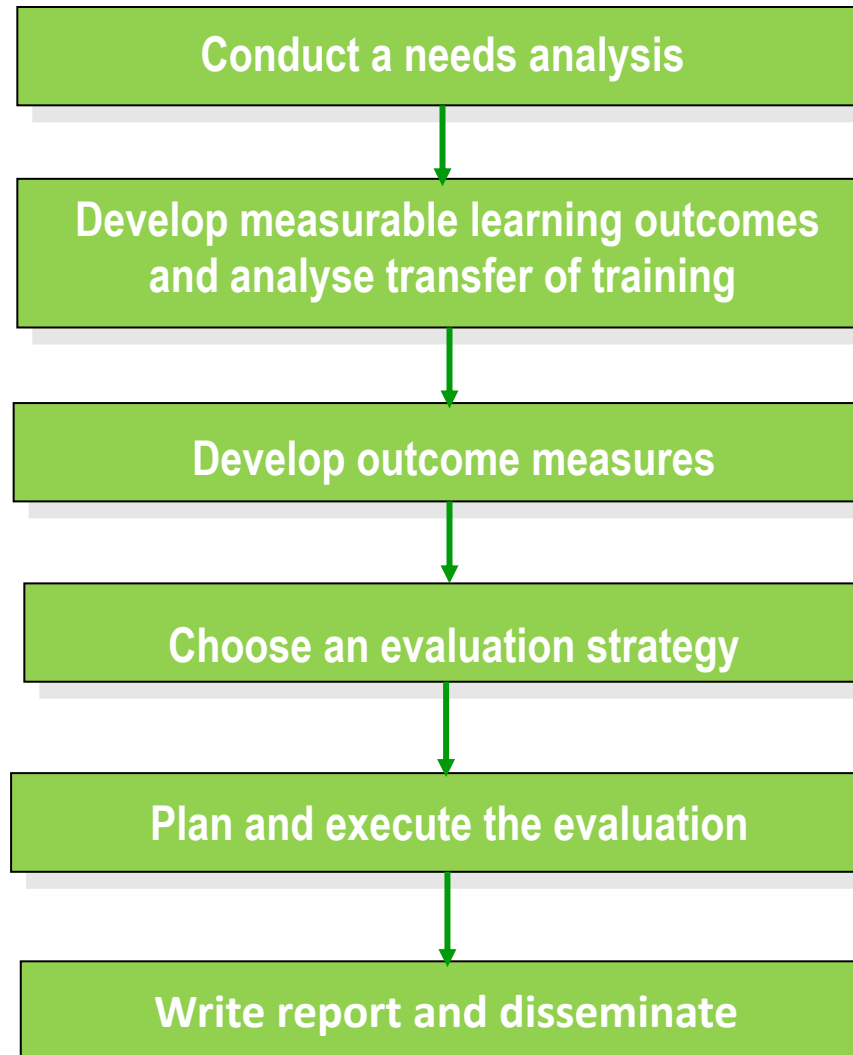 Conduct a needs analysis
Develop measurable learning outcomes
and analyse transfer of training
Develop outcome measures
Choose an evaluation strategy
Plan and execute the evaluation
Write report and disseminate